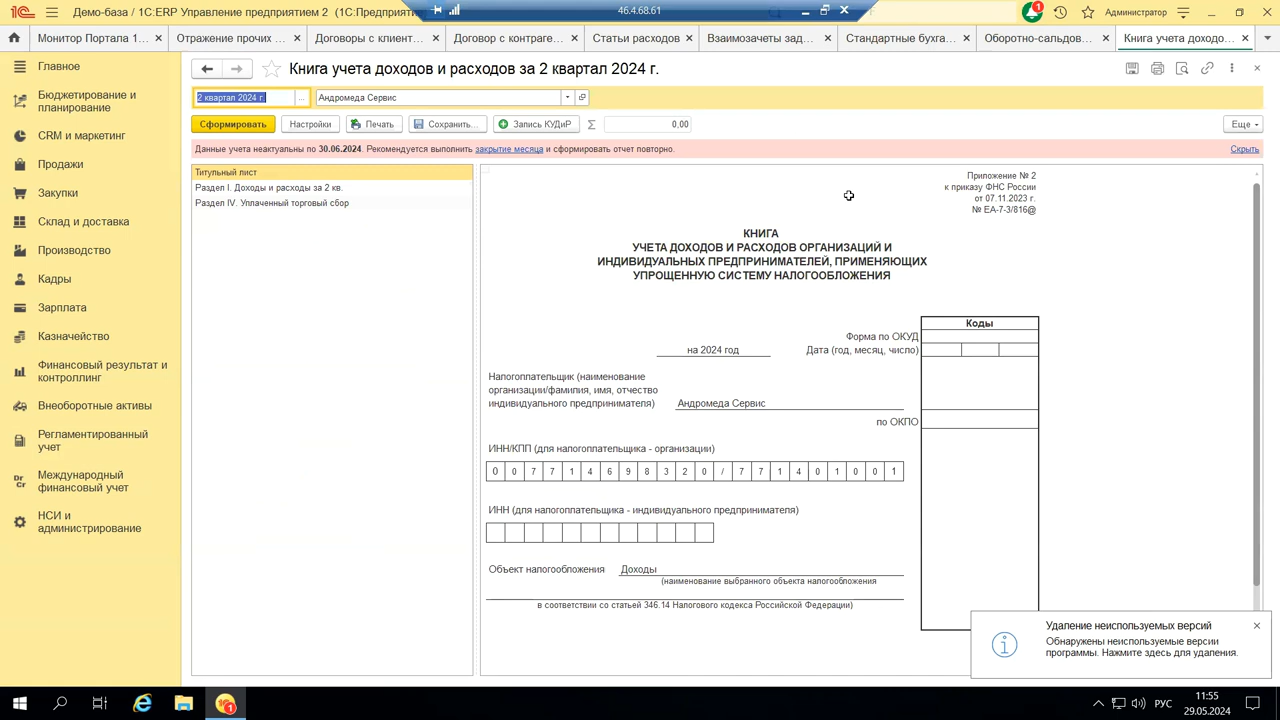 Демо-база / 1C:ERP Управление предприятием 2 (1С:Предприятие
46.4.68.61
1
Администратор
Монитор Портала 1...
Отражение прочих ...
Договоры с клиент...
Договор с контраге...
Статьи расходов
Взаимозачеты зад...
Стандартные бухга...
Оборотно-сальдов...
Книга учета доходо...
Главное
Бюджетирование и
планирование
CRM и маркетинг
Продажи
Закупки
Склад и доставка
Производство
Кадры
Зарплата
Казначейство
Финансовый результат и
контроллинг
Внеоборотные активы
Регламентированный
учет
Dr
Cr
Международный
финансовый учет
НСИ и
администрирование
Книга учета доходов и расходов за 2 квартал 2024 г.
2 квартал 2024 г.
...
Андромеда Сервис
Сформировать
Настройки
Печать
Сохранить...
Запись КУДиР
Σ
0,00
Еще
Данные учета неактуальны по 30.06.2024. Рекомендуется выполнить закрытие месяца и сформировать отчет повторно.
Скрыть
Титульный лист
Раздел I. Доходы и расходы за 2 кв.
Раздел IV. Уплаченный торговый сбор
Приложение № 2
к приказу ФНС России
от 07.11.2023 г.
№ ЕА-7-3/816@
КНИГА
УЧЕТА ДОХОДОВ И РАСХОДОВ ОРГАНИЗАЦИЙ И
ИНДИВИДУАЛЬНЫХ ПРЕДПРИНИМАТЕЛЕЙ, ПРИМЕНЯЮЩИХ
УПРОЩЕННУЮ СИСТЕМУ НАЛОГООБЛОЖЕНИЯ
Коды
Форма по ОКУД
на 2024 год
Дата (год, месяц, число)
Налогоплательщик (наименование
организации/фамилия, имя, отчество
индивидуального предпринимателя)
Андромеда Сервис
по ОКПО
ИНН/КПП (для налогоплательщика - организации)
0 0 7 7 1 4 6 9 8 3 2 0 / 7 7 1 4 0 1 0 0 1
ИНН (для налогоплательщика - индивидуального предпринимателя)
Объект налогообложения
Доходы
(наименование выбранного объекта налогообложения
в соответствии со статьей 346.14 Налогового кодекса Российской Федерации)
Удаление неиспользуемых версий
Обнаружены неиспользуемые версии
программы. Нажмите здесь для удаления.
РУС
11:55
29.05.2024